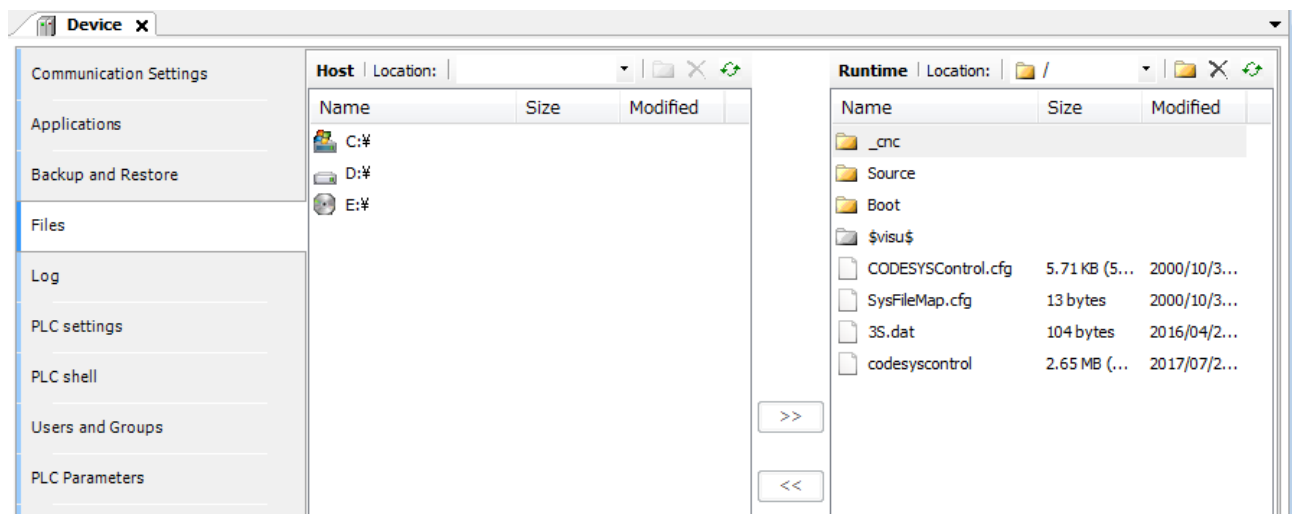 Device
Communication Settings
Applications
Backup and Restore
Files
Log
PLC settings
PLC shell
Users and Groups
PLC Parameters
Host Location:
Name Size Modified
C:¥
D:¥
E:¥
>>
<<
Runtime Location: /
Name Size Modified
_cnc
Source
Boot
$visu$
CODESYSControl.cfg 5.71 KB (5... 2000/10/3...
SysFileMap.cfg 13 bytes 2000/10/3...
3S.dat 104 bytes 2016/04/2...
codesyscontrol 2.65 MB (... 2017/07/2...